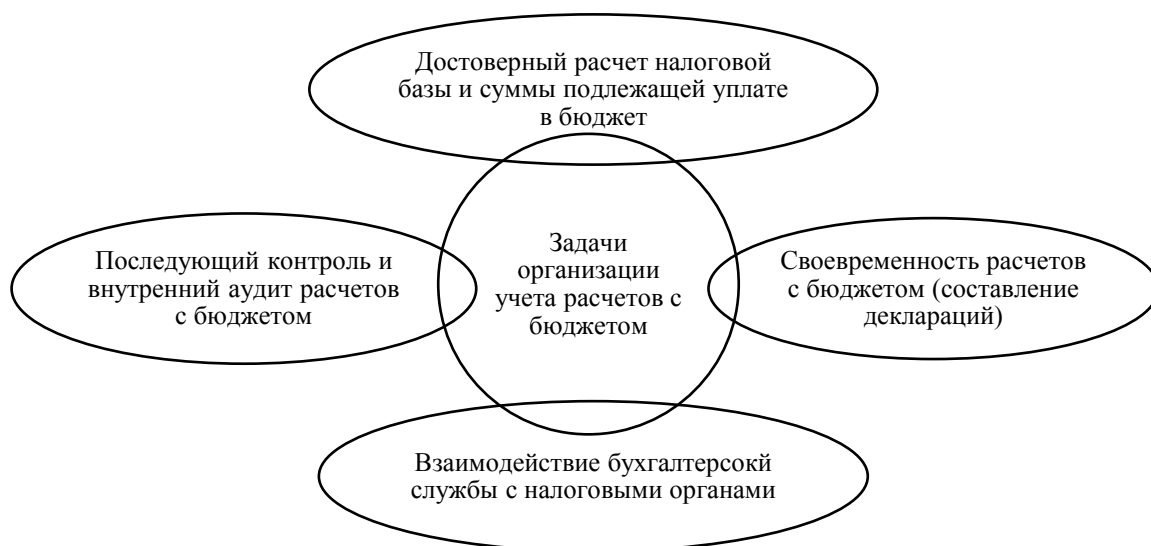 Достоверный расчет налоговой
базы и суммы подлежащей уплате
в бюджет
Последующий контроль и
внутренний аудит расчетов
с бюджетом
Задачи
организации
учета расчетов с
бюджетом
Своевременность расчетов
с бюджетом (составление
деклараций)
Взаимодействие бухгалтерсокй
службы с налоговыми органами